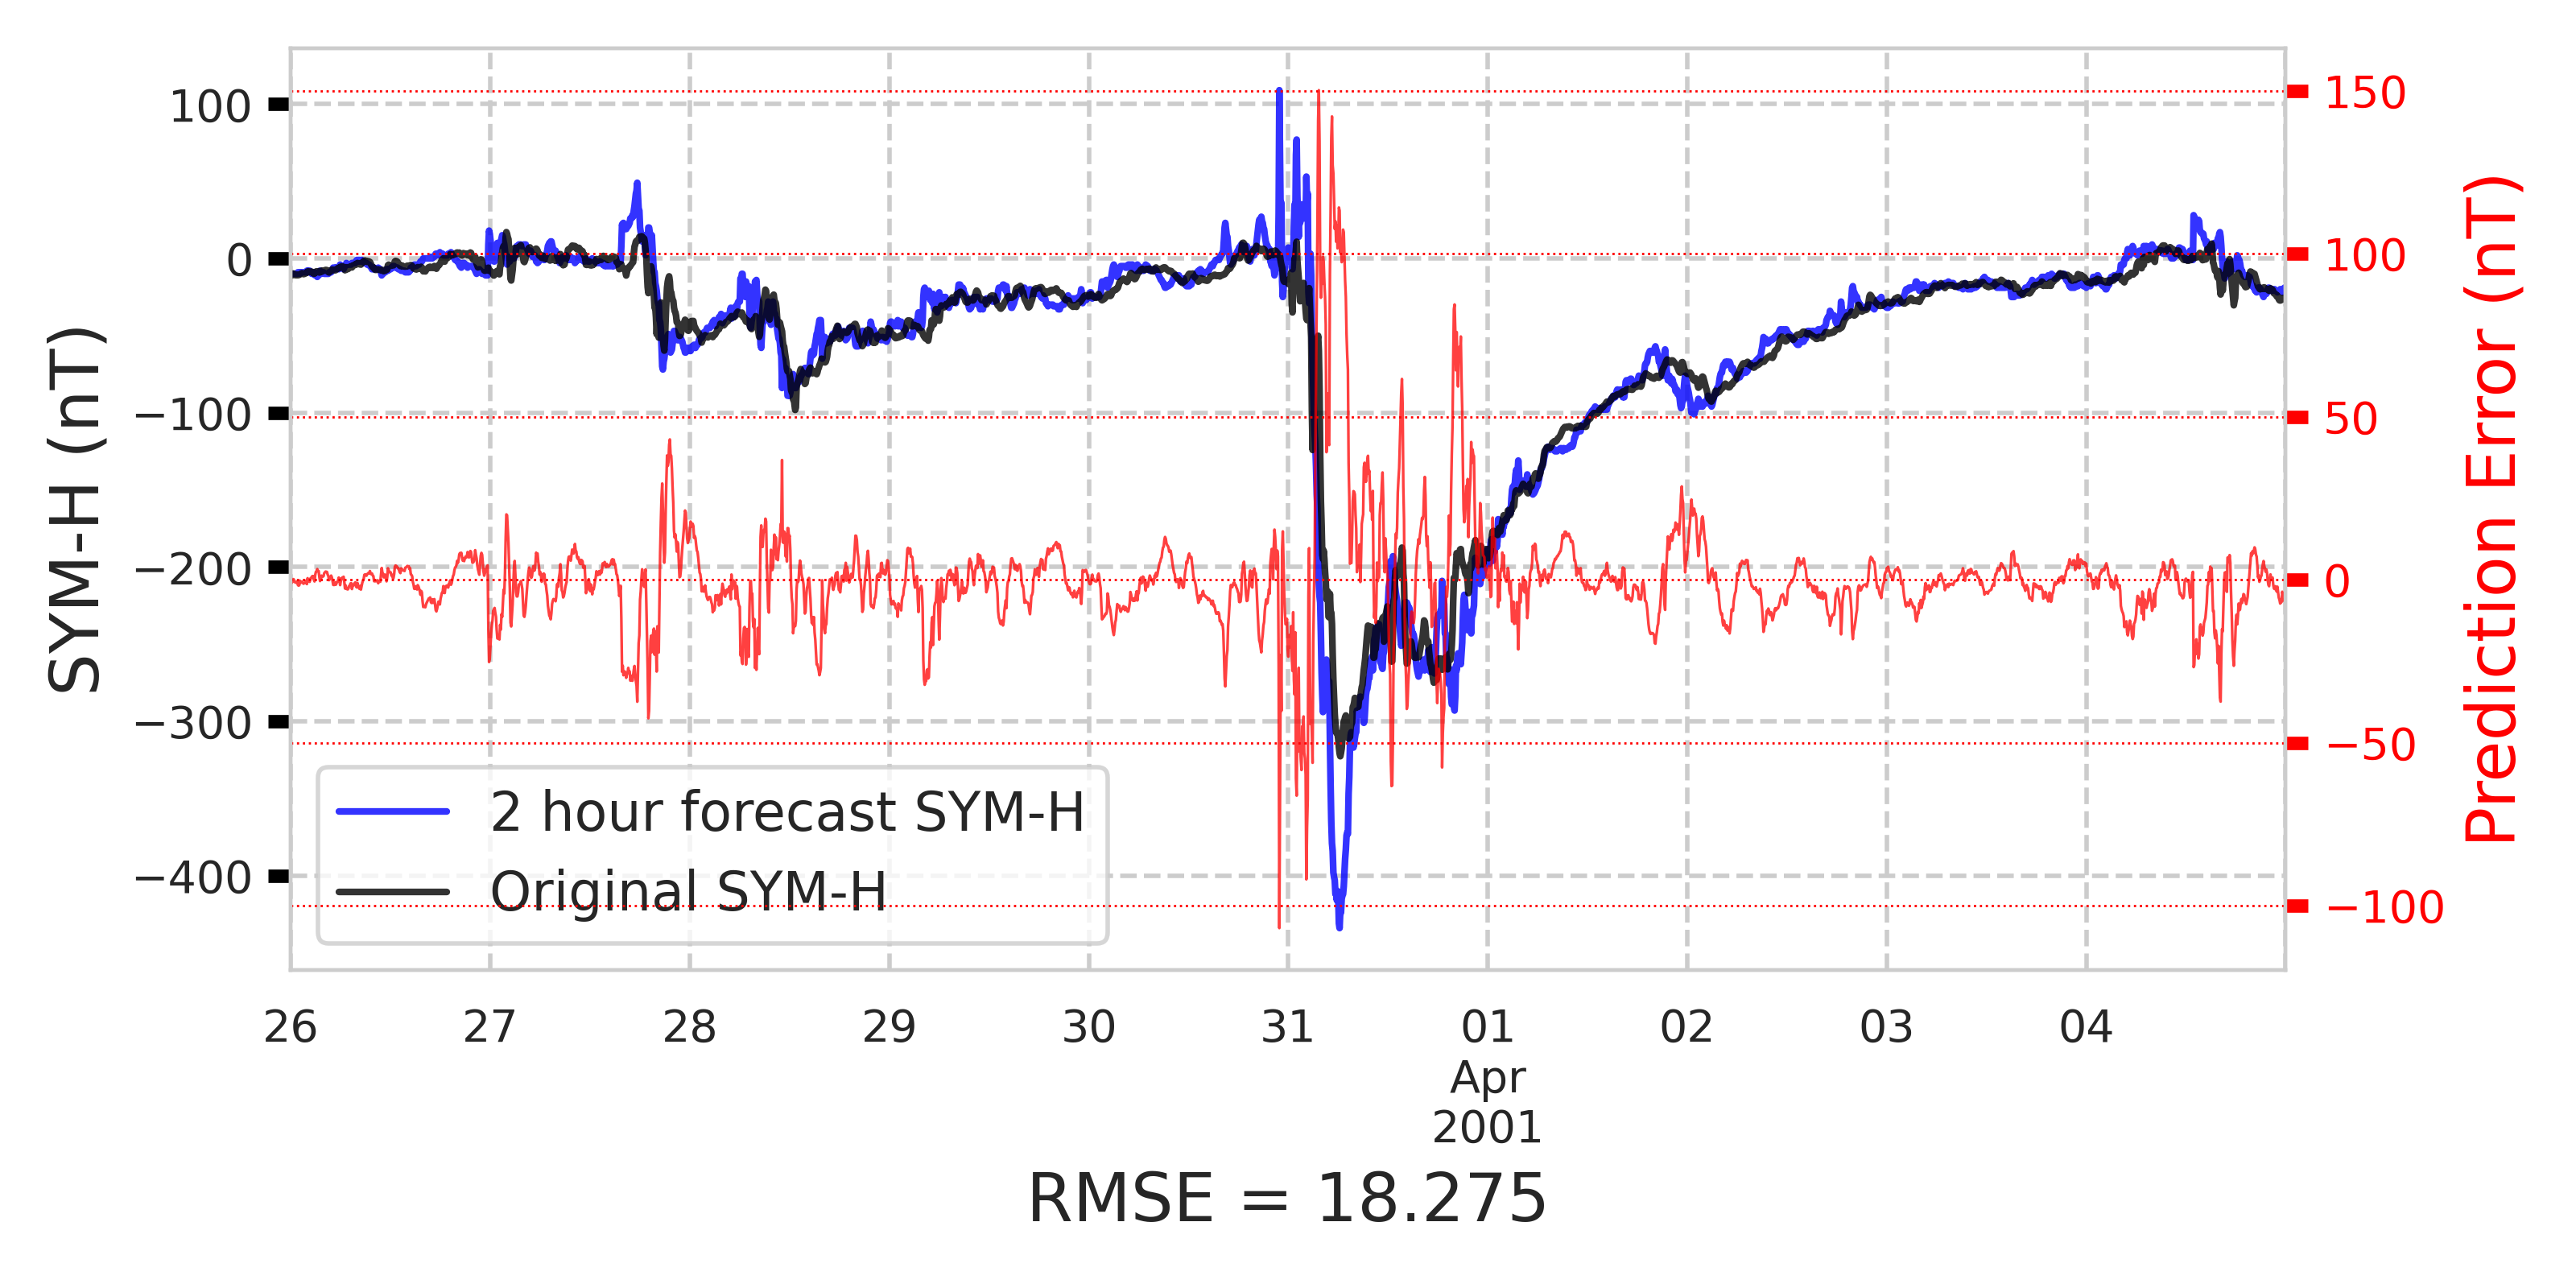 100
0
−100
−200
−300
−400
SYM-H (nT)
150
100
50
0
−50
−100
Prediction Error (nT)
2 hour forecast SYM-H
Original SYM-H
26 27 28 29 30 31 01 02 03 04
Apr
2001
RMSE = 18.275